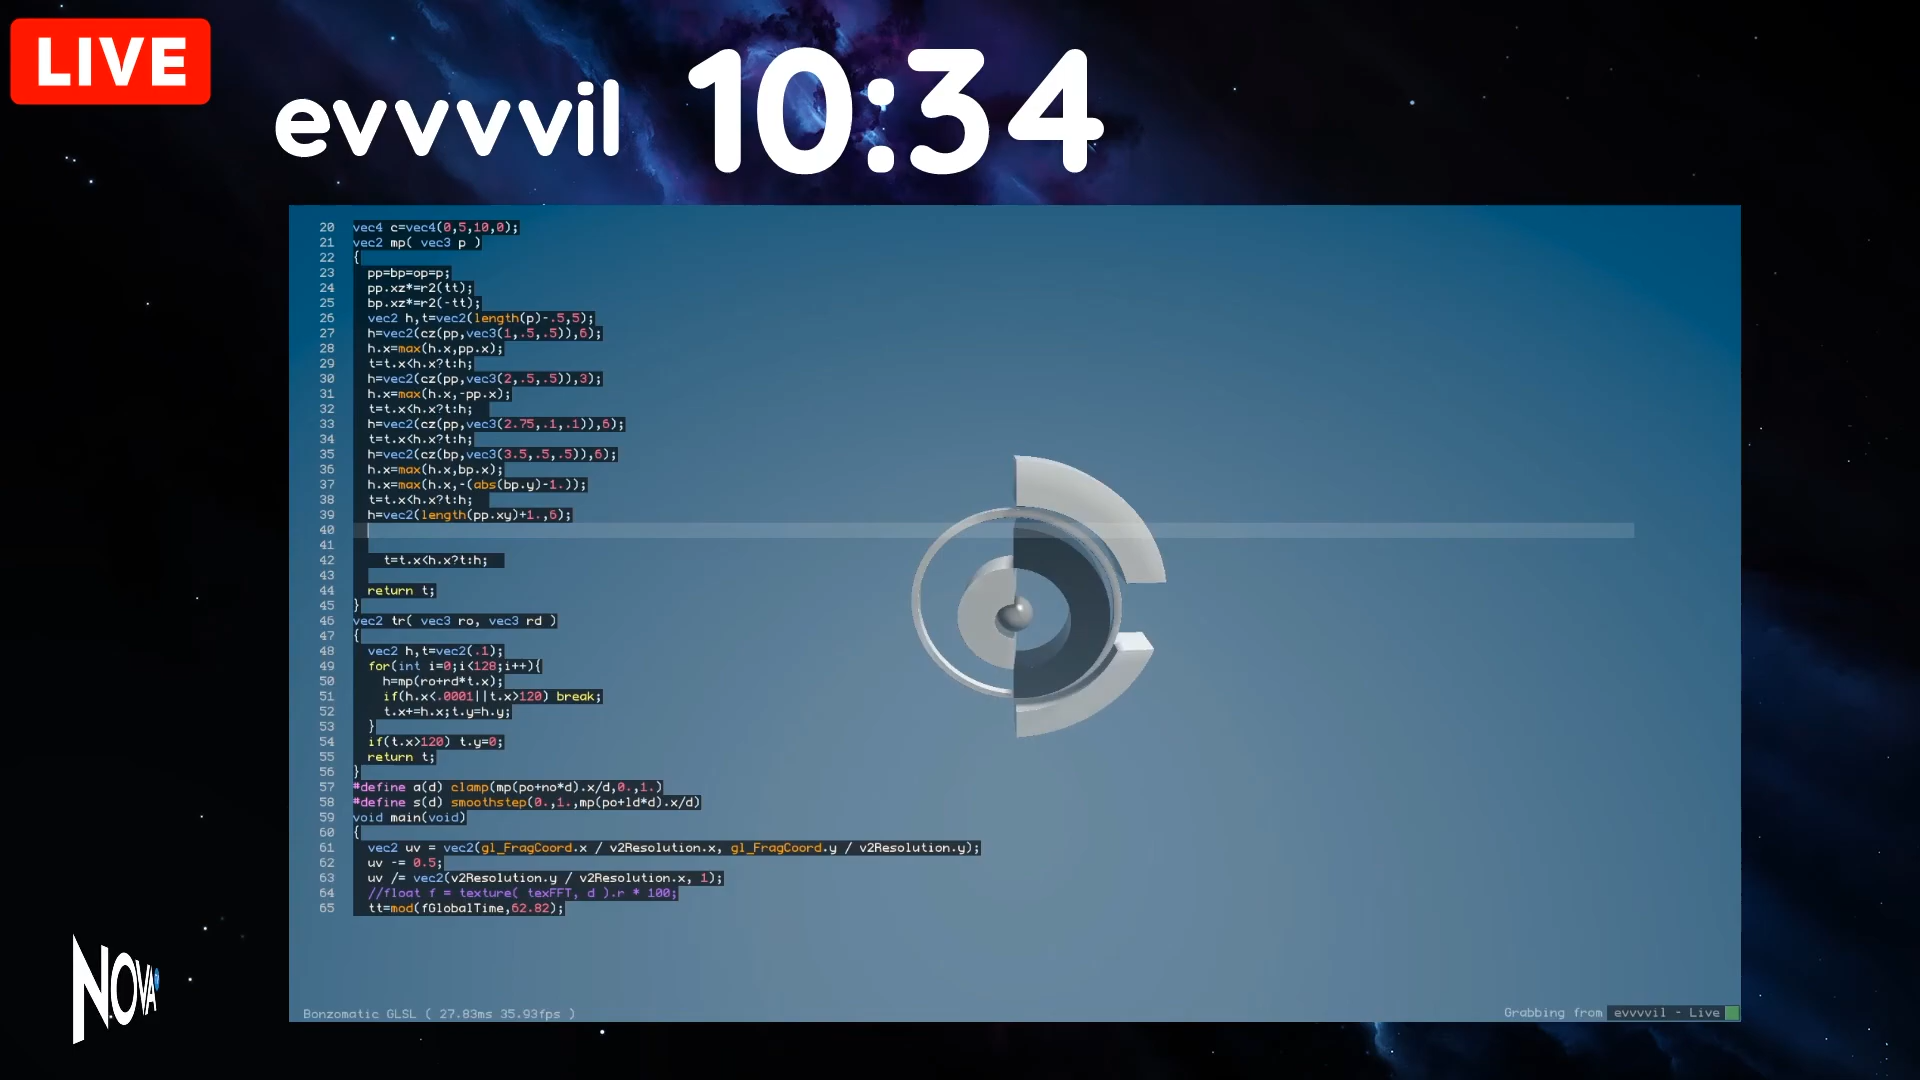 LIVE
evvvvil 10:34
20 vec4 c=vec4(0,5,10,0);
21 vec2 mp( vec3 p )
22 {
23 pp=bp=op=p;
24 pp.xz*=r2(tt);
25 bp.xz*=r2(-tt);
26 vec2 h,t=vec2(length(p)-.5,5);
27 h=vec2(cz(pp,vec3(1,.5,.5)),6);
28 h.x=max(h.x,pp.x);
29 t=t.x<h.x?t:h;
30 h=vec2(cz(pp,vec3(2,.5,.5)),3);
31 h.x=max(h.x,-pp.x);
32 t=t.x<h.x?t:h;
33 h=vec2(cz(pp,vec3(2.75,.1,.1)),6);
34 t=t.x<h.x?t:h;
35 h=vec2(cz(bp,vec3(3.5,.5,.5)),6);
36 h.x=max(h.x,bp.x);
37 h.x=max(h.x,-(abs(bp.y)-1.));
38 t=t.x<h.x?t:h;
39 h=vec2(length(pp.xy)+1.,6);
40
41
42 t=t.x<h.x?t:h;
43
44 return t;
45 }
46 vec2 tr( vec3 ro, vec3 rd )
47 {
48 vec2 h,t=vec2(.1);
49 for(int i=0;i<128;i++){
50 h=mp(ro+rd*t.x);
51 if(h.x<.0001||t.x>120) break;
52 t.x+=h.x;t.y=h.y;
53 }
54 if(t.x>120) t.y=0;
55 return t;
56 }
57 #define a(d) clamp(mp(po+no*d).x/d,0.,1.)
58 #define s(d) smoothstep(0.,1.,mp(po+ld*d).x/d)
59 void main(void)
60 {
61 vec2 uv = vec2(gl_FragCoord.x / v2Resolution.x, gl_FragCoord.y / v2Resolution.y);
62 uv -= 0.5;
63 uv /= vec2(v2Resolution.y / v2Resolution.x, 1);
64 //float f = texture( texFFT, d ).r * 100;
65 tt=mod(fGlobalTime,62.82);
NOVA
Bonzomatic GLSL ( 27.83ms 35.93fps )
Grabbing from evvvvil - Live